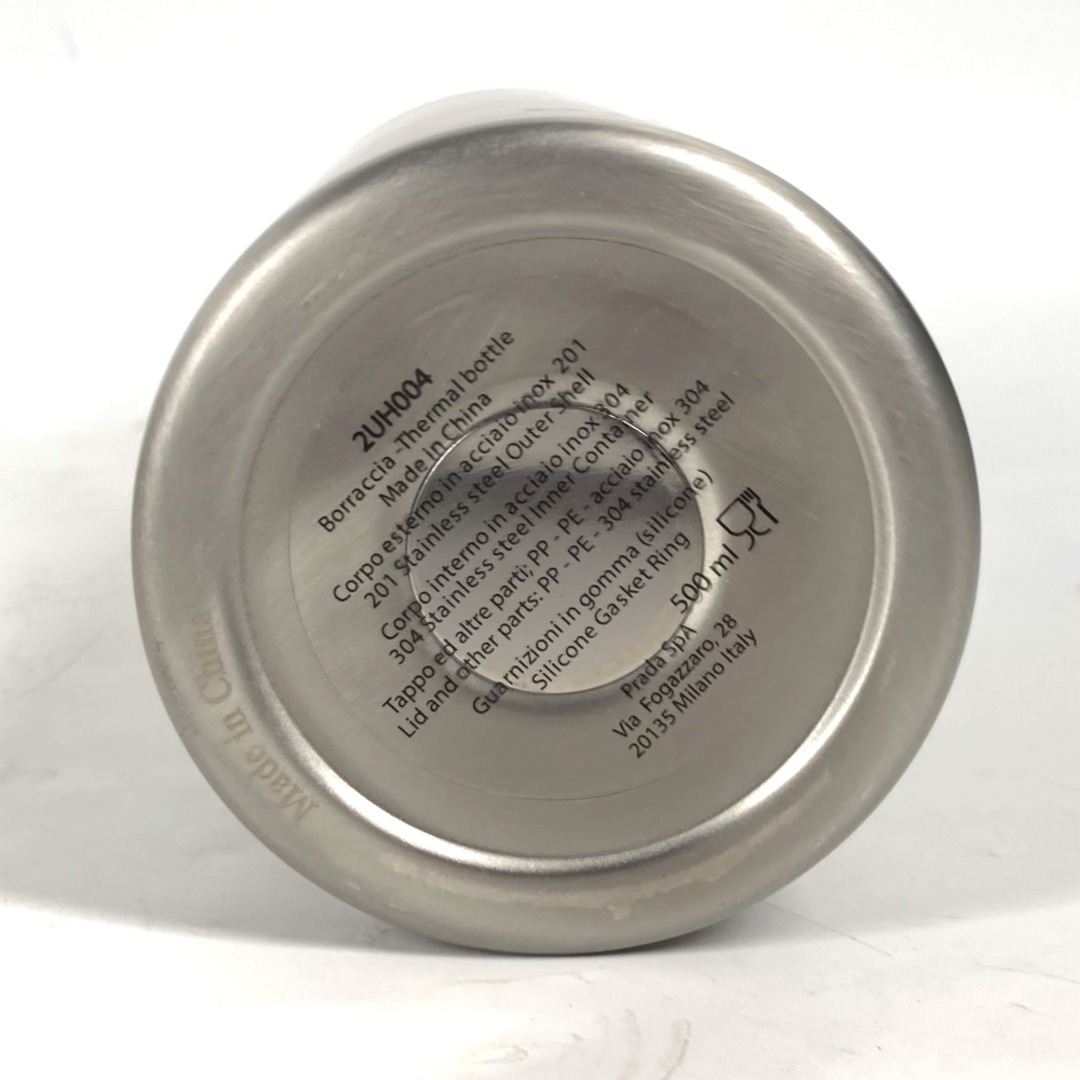 2UH004
Borraccia -Thermal bottle
Made in China
Corpo esterno in acciaio inox 201
201 Stainless steel Outer Shell
Corpo interno in acciaio inox 304
304 Stainless steel Inner Container
Tappo ed altre parti; PP - PE - acciaio inox 304
Lid and other parts: PP - PE - 304 stainless steel
Guarnizioni in gomma (silicone)
Silicone Gasket Ring
500 ml
Prada SpA
Via Fogazzaro, 28
20135 Milano Italy
Made in China